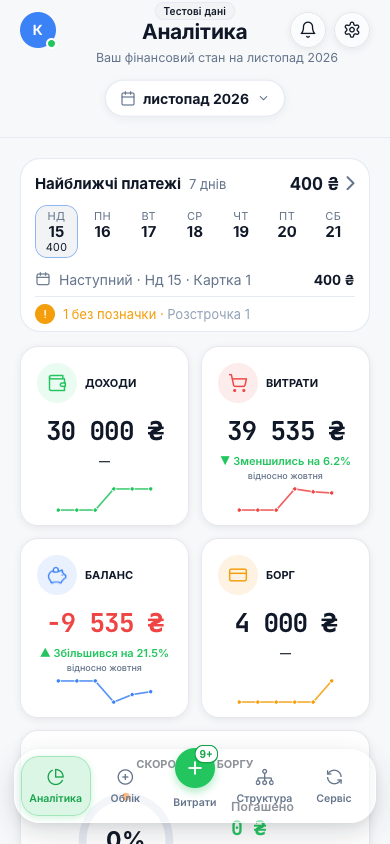 Тестові дані
К
Аналітика
Ваш фінансовий стан на листопад 2026
листопад 2026
Найближчі платежі 7 днів 400 ₴
НД ПН ВТ СР ЧТ ПТ СБ
15 16 17 18 19 20 21
400
Наступний · Нд 15 · Картка 1 400 ₴
! 1 без позначки · Розстрочка 1
ДОХОДИ
30 000 ₴
—
ВИТРАТИ
39 535 ₴
▼ Зменшились на 6.2%
відносно жовтня
БАЛАНС
-9 535 ₴
▲ Збільшився на 21.5%
відносно жовтня
БОРГ
4 000 ₴
—
СКОРО БОРГУ
9+
Аналітика Облік Витрати Структура Сервіс
Погашено
0%
0 ₴